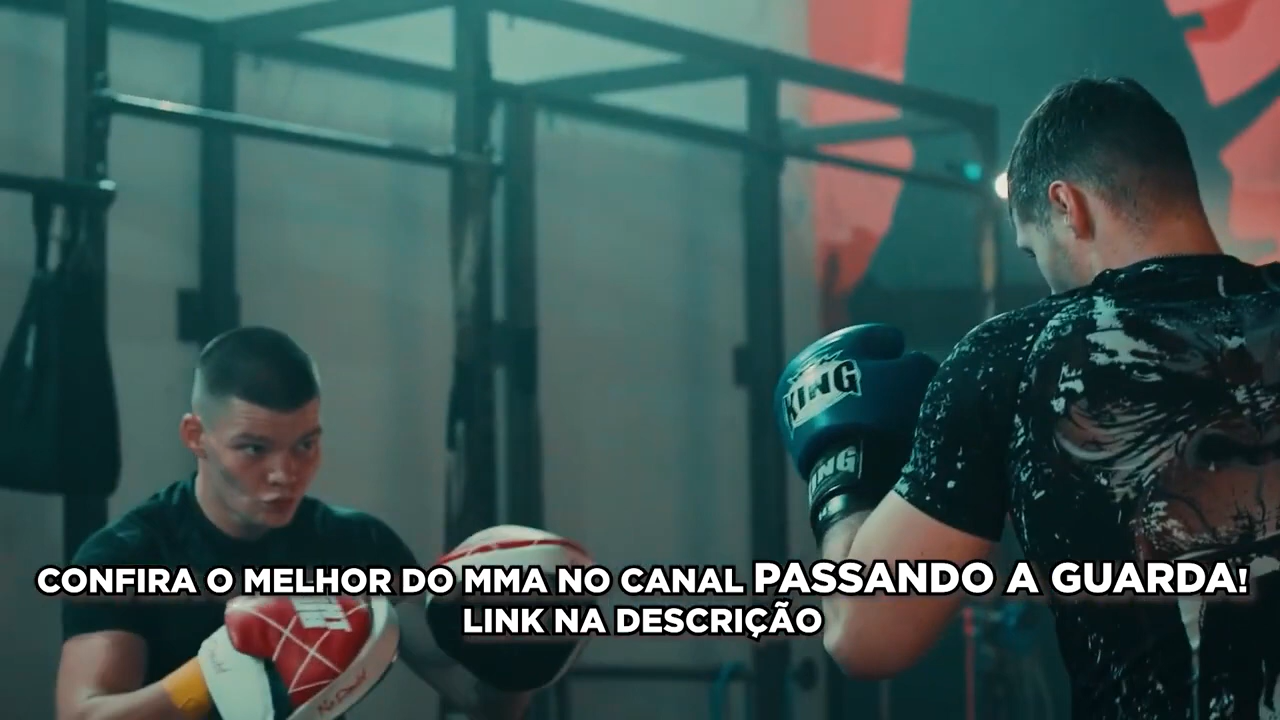 KING
KING
CONFIRA O MELHOR DO MMA NO CANAL PASSANDO A GUARDA!
LINK NA DESCRIÇÃO